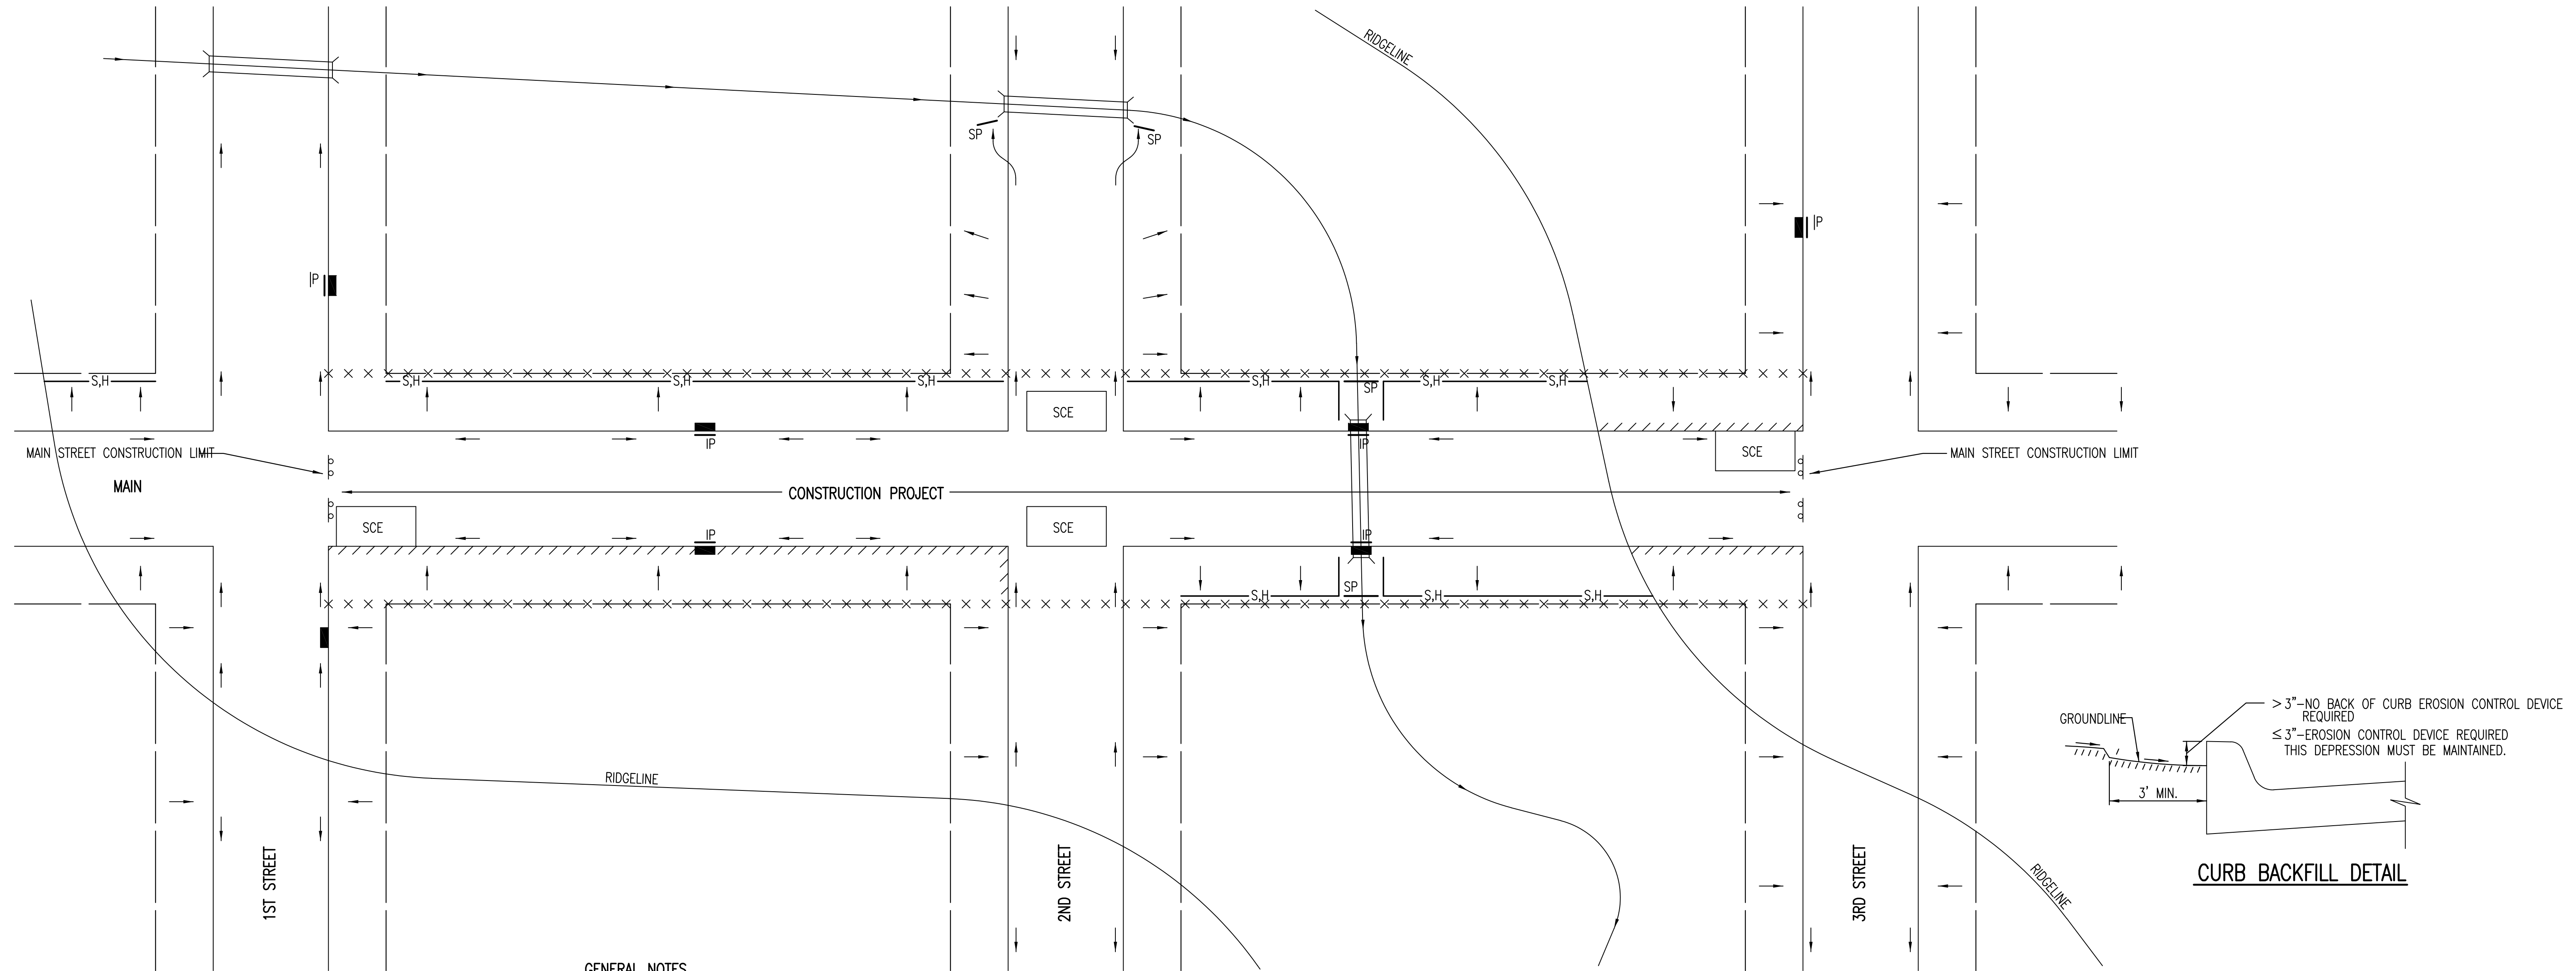 RIDGELINE
SP
SP
IP
IP
S,H
S,H
S,H
S,H
S,H
SP
S,H
S,H
SCE
IP
IP
MAIN STREET CONSTRUCTION LIMIT
SCE
MAIN STREET CONSTRUCTION LIMIT
MAIN
CONSTRUCTION PROJECT
SCE
SCE
IP
IP
S,H
SP
S,H
S,H
RIDGELINE
1ST STREET
2ND STREET
3RD STREET
RIDGELINE
GROUNDLINE
>3"-NO BACK OF CURB EROSION CONTROL DEVICE
REQUIRED
≤3"-EROSION CONTROL DEVICE REQUIRED
THIS DEPRESSION MUST BE MAINTAINED.
3' MIN.
CURB BACKFILL DETAIL
GENERAL NOTES